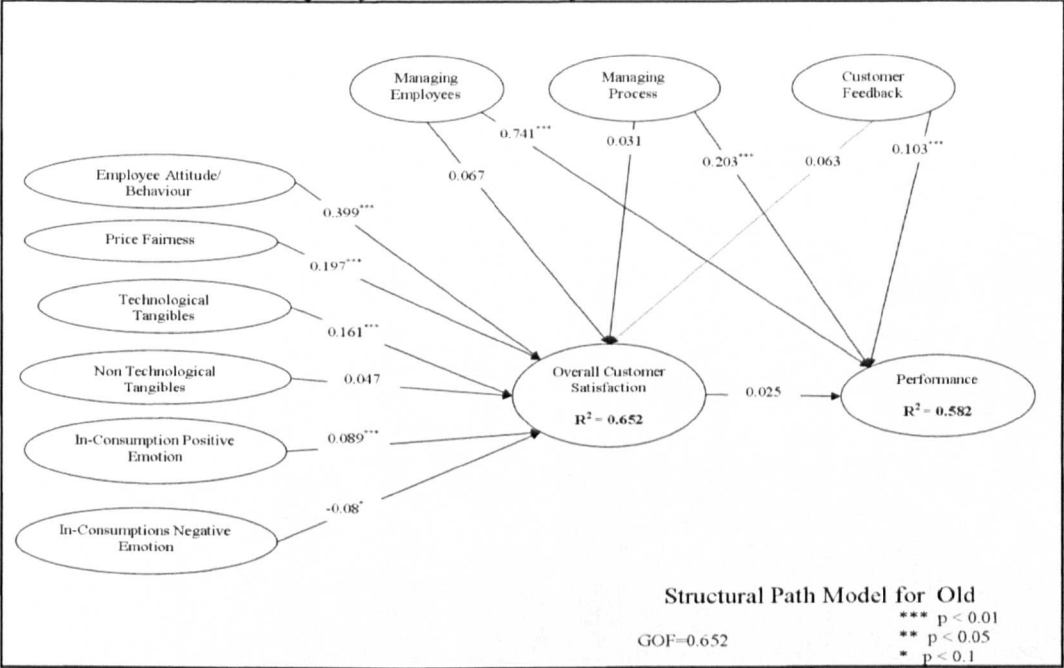 Managing
Employees
Managing
Process
Customer
Feedback
0.741***
0.031
0.203***
0.063
0.103***
0.067
Employee Attitude/
Behaviour
0.399***
Price Fairness
0.197***
Technological
Tangibles
0.161***
Non Technological
Tangibles
0.047
In-Consumption Positive
Emotion
0.089***
In-Consumptions Negative
Emotion
-0.08*
Overall Customer
Satisfaction
R² = 0.652
0.025
Performance
R² = 0.582
Structural Path Model for Old
*** p < 0.01
GOF=0.652
** p < 0.05
* p < 0.1